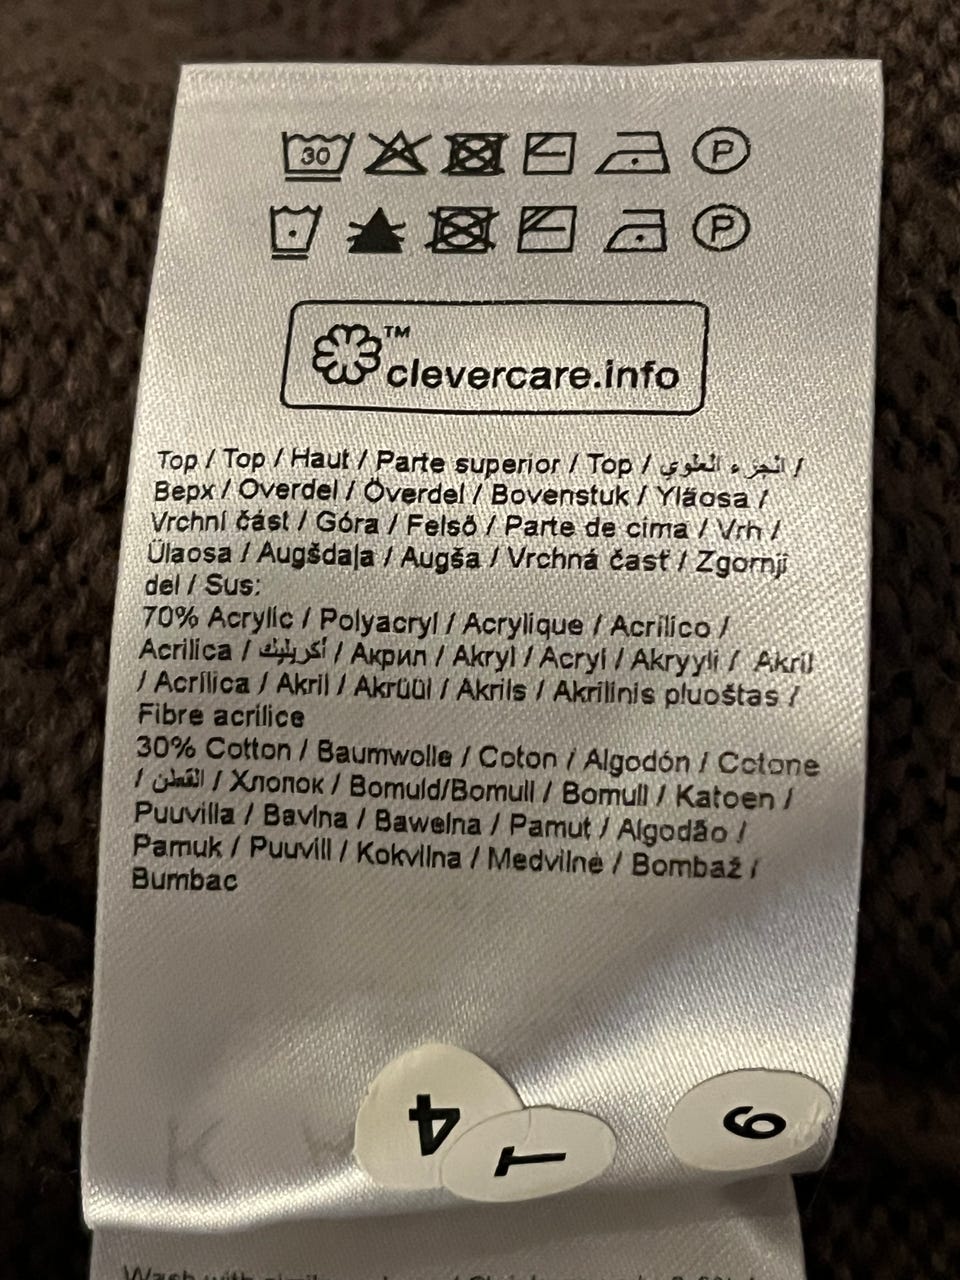 30 P
P
™
clevercare.info
Top / Top / Haut / Parte superior / Top / الجزء العلوي /
Верх / Overdel / Överdel / Bovenstuk / Yläosa /
Vrchní část / Góra / Felső / Parte de cima / Vrh /
Ülaosa / Augšdaļa / Augša / Vrchná časť / Zgornji
del / Sus:
70% Acrylic / Polyacryl / Acrylique / Acrílico /
Acrilica / أكريليك / Акрил / Akryl / Acryl / Akryyli / Akril
/ Acrílica / Akril / Akrüül / Akrils / Akrilinis pluoštas /
Fibre acrilice
30% Cotton / Baumwolle / Coton / Algodón / Cotone
/ القطن / Хлопок / Bomuld/Bomull / Bomull / Katoen /
Puuvilla / Bavlna / Bawełna / Pamut / Algodão /
Pamuk / Puuvill / Kokvilna / Medvilnė / Bombaž /
Bumbac
4 1 6
Wash with